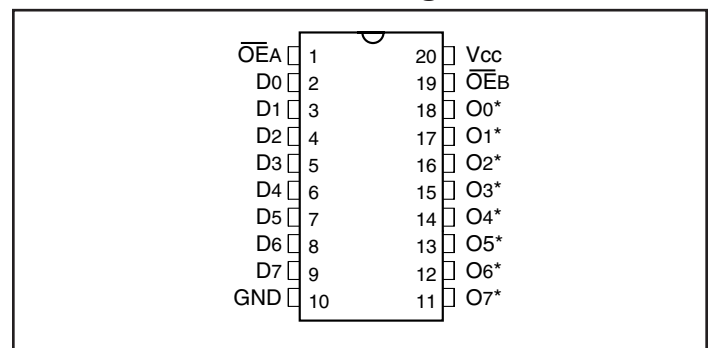 O̅E̅A 1 20 Vcc
D0 2 19 O̅E̅B
D1 3 18 O0*
D2 4 17 O1*
D3 5 16 O2*
D4 6 15 O3*
D5 7 14 O4*
D6 8 13 O5*
D7 9 12 O6*
GND 10 11 O7*